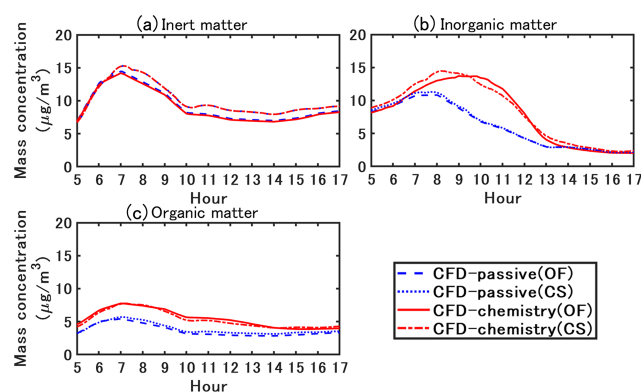 (a) Inert matter
(b) Inorganic matter
Mass concentration
(μg/m3)
20
15
10
5
0
5 6 7 8 9 10 11 12 13 14 15 16 17
Hour
Mass concentration
(μg/m3)
20
15
10
5
0
5 6 7 8 9 10 11 12 13 14 15 16 17
Hour
(c) Organic matter
Mass concentration
(μg/m3)
20
15
10
5
0
5 6 7 8 9 10 11 12 13 14 15 16 17
Hour
CFD-passive(OF)
CFD-passive(CS)
CFD-chemistry(OF)
CFD-chemistry(CS)